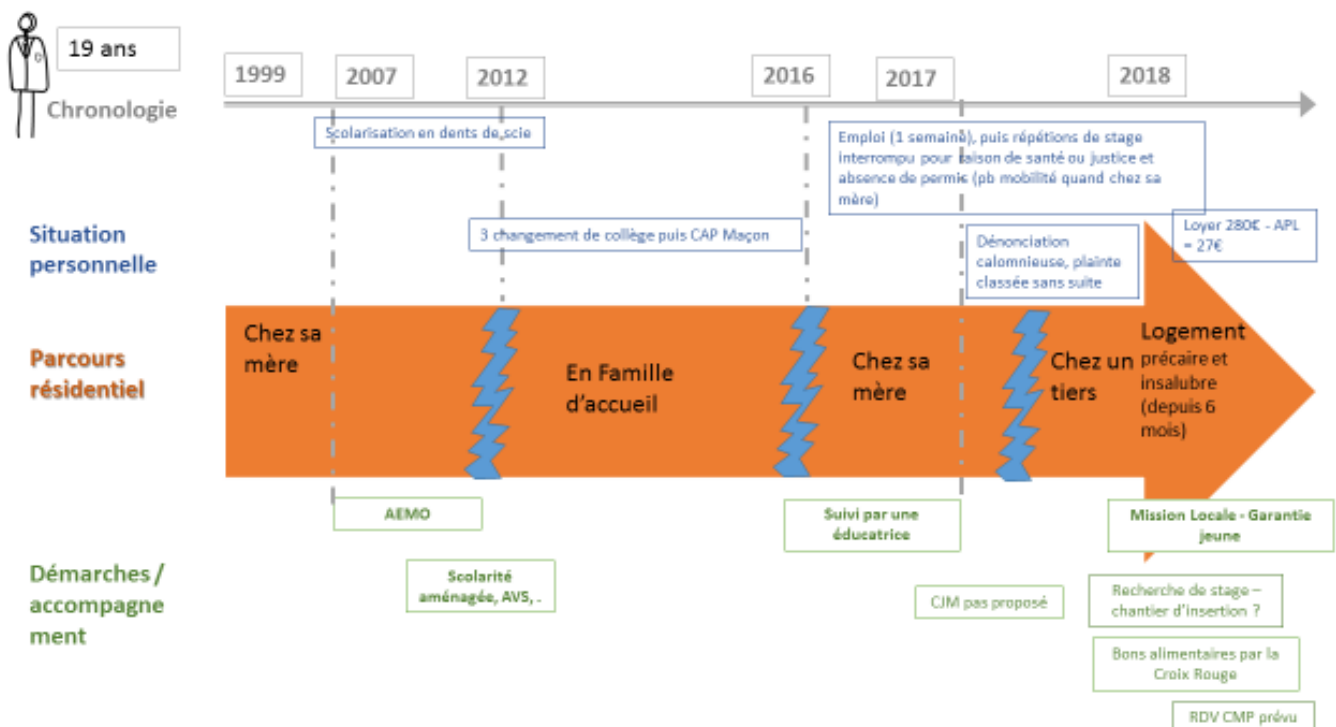 19 ans
Chronologie
1999
2007
2012
2016
2017
2018
Scolarisation en dents de scie
Emploi (1 semaine), puis répétions de stage
interrompu pour raison de santé ou justice et
absence de permis (pb mobilité quand chez sa
mère)
Situation
personnelle
3 changement de collège puis CAP Maçon
Dénonciation
calomnieuse, plainte
classée sans suite
Loyer 280€ - APL
= 27€
Parcours
résidentiel
Chez sa
mère
En Famille
d'accueil
Chez sa
mère
Chez un
tiers
Logement
précaire et
insalubre
(depuis 6
mois)
Démarches /
accompagne
ment
AEMO
Scolarité
aménagée, AVS, .
Suivi par une
éducatrice
CJM pas proposé
Mission Locale - Garantie
jeune
Recherche de stage –
chantier d'insertion ?
Bons alimentaires par la
Croix Rouge
RDV CMP prévu